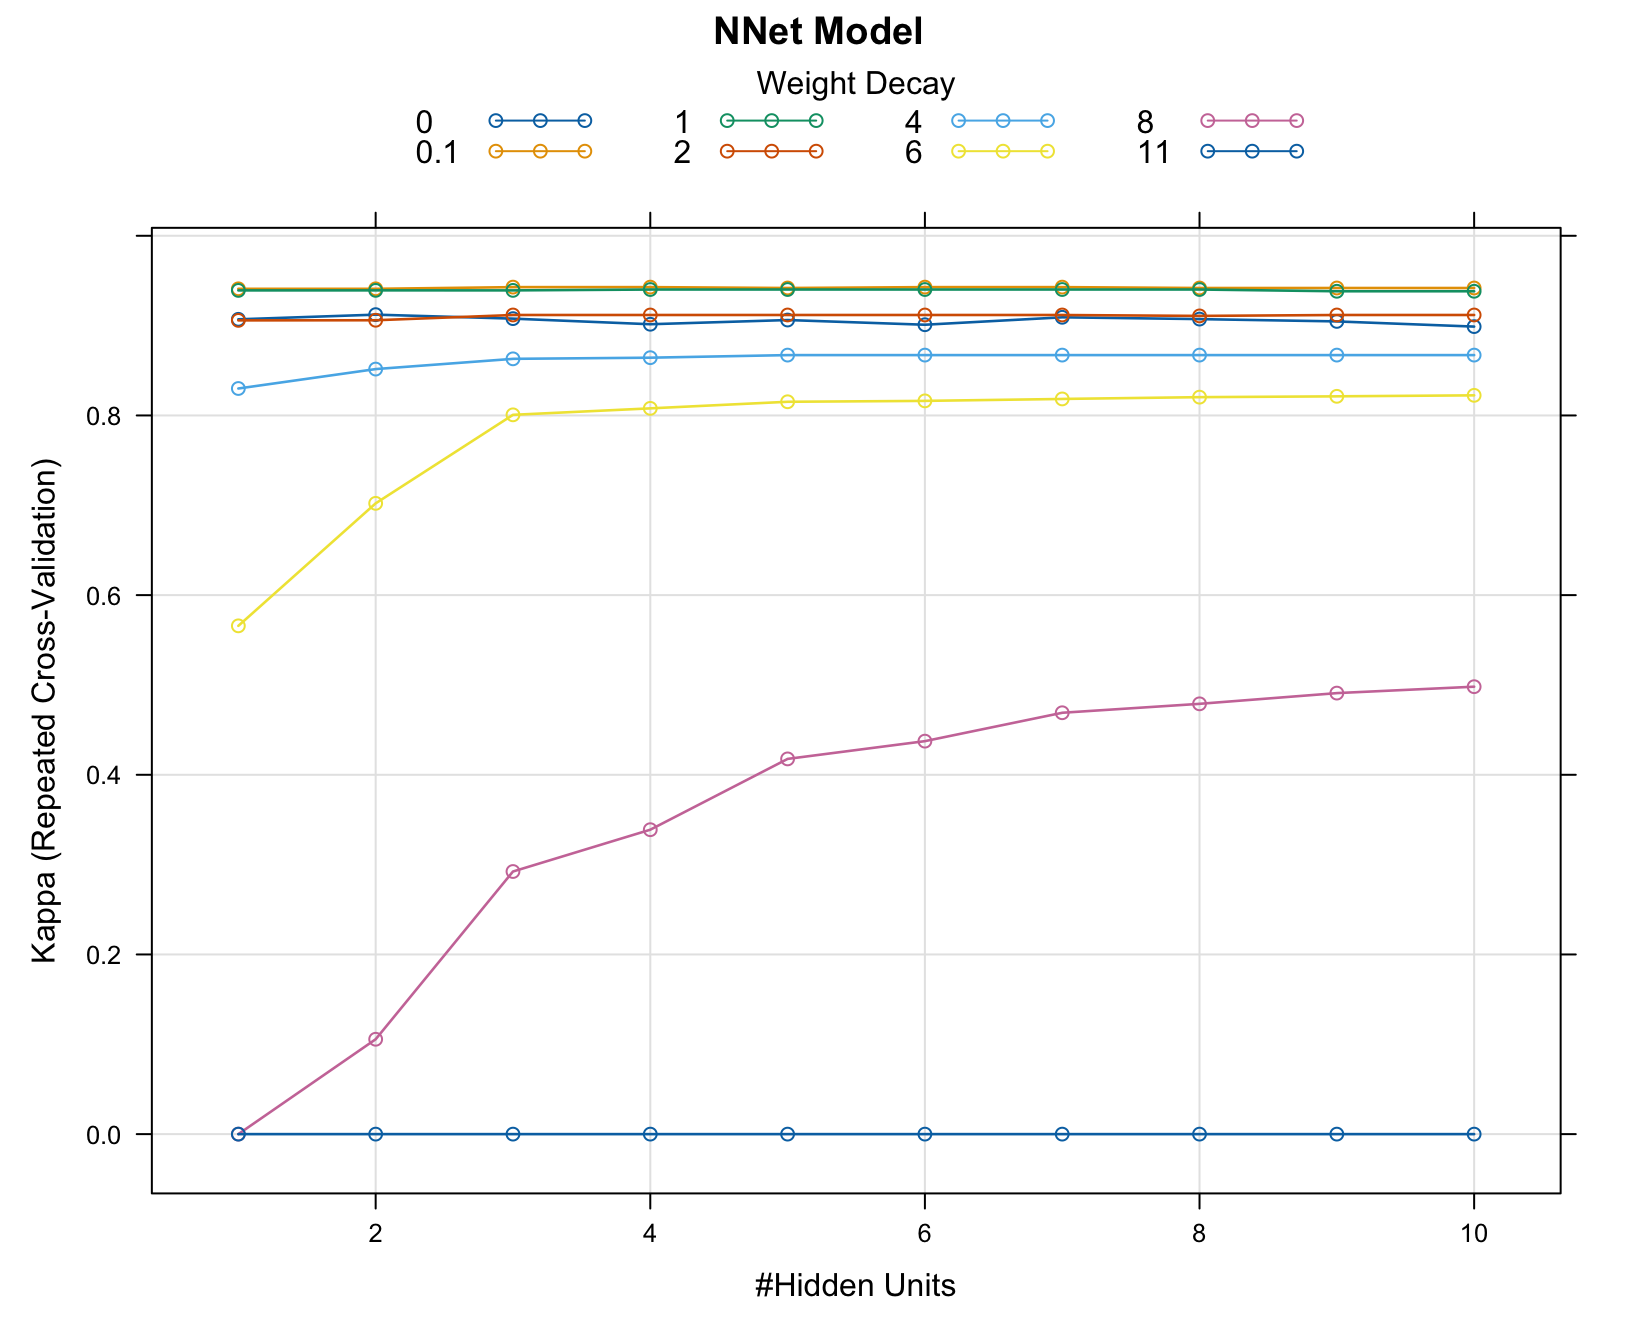 NNet Model
Weight Decay
0 1 4 8
0.1 2 6 11
Kappa (Repeated Cross-Validation)
0.8
0.6
0.4
0.2
0.0
2 4 6 8 10
#Hidden Units